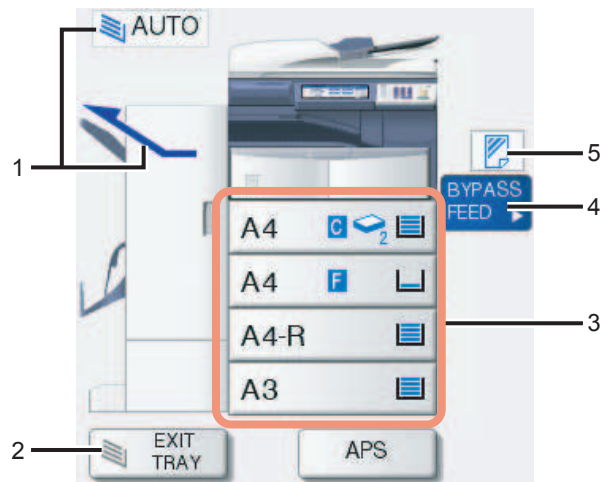 AUTO
1
5
BYPASS
FEED
4
A4 C 2
A4 F
3
A4-R
A3
2
EXIT
TRAY
APS